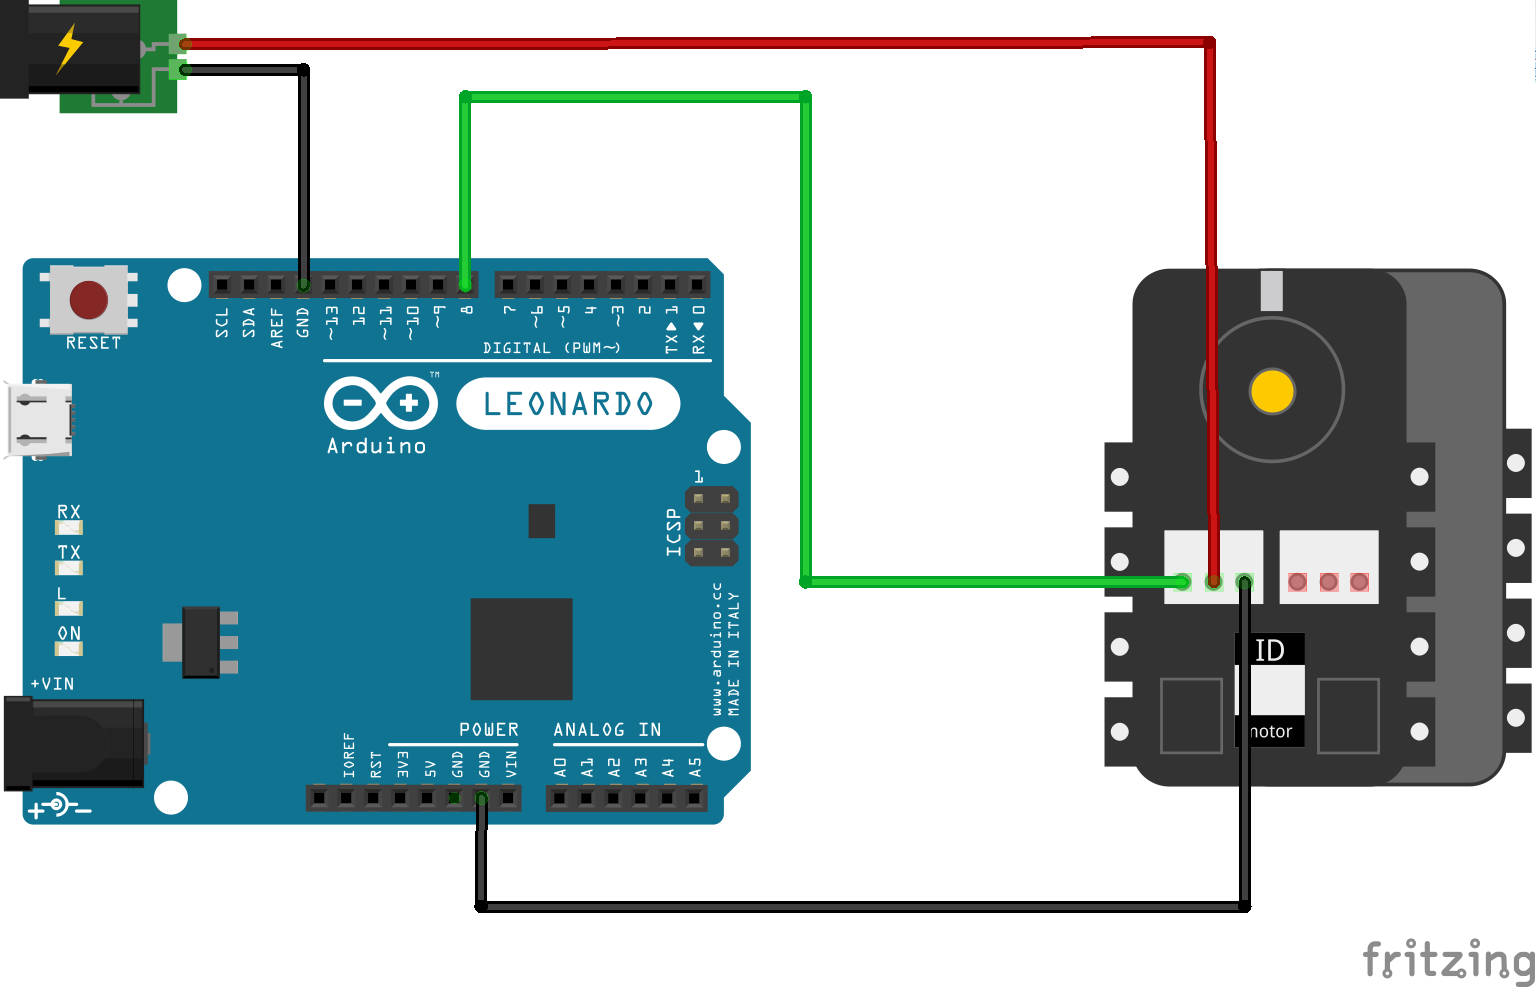 SCL
SDA
AREF
GND
~13
12
~11
~10
~9
8
7
~6
~5
4
~3
2
TX▶1
RX◀0
RESET
DIGITAL (PWM~)
TM
LEONARDO
Arduino
1
ICSP
RX
TX
L
ON
+VIN
www.arduino.cc
MADE IN ITALY
ID
motor
POWER
ANALOG IN
IOREF
RST
3V3
5V
GND
GND
VIN
A0
A1
A2
A3
A4
A5
fritzing